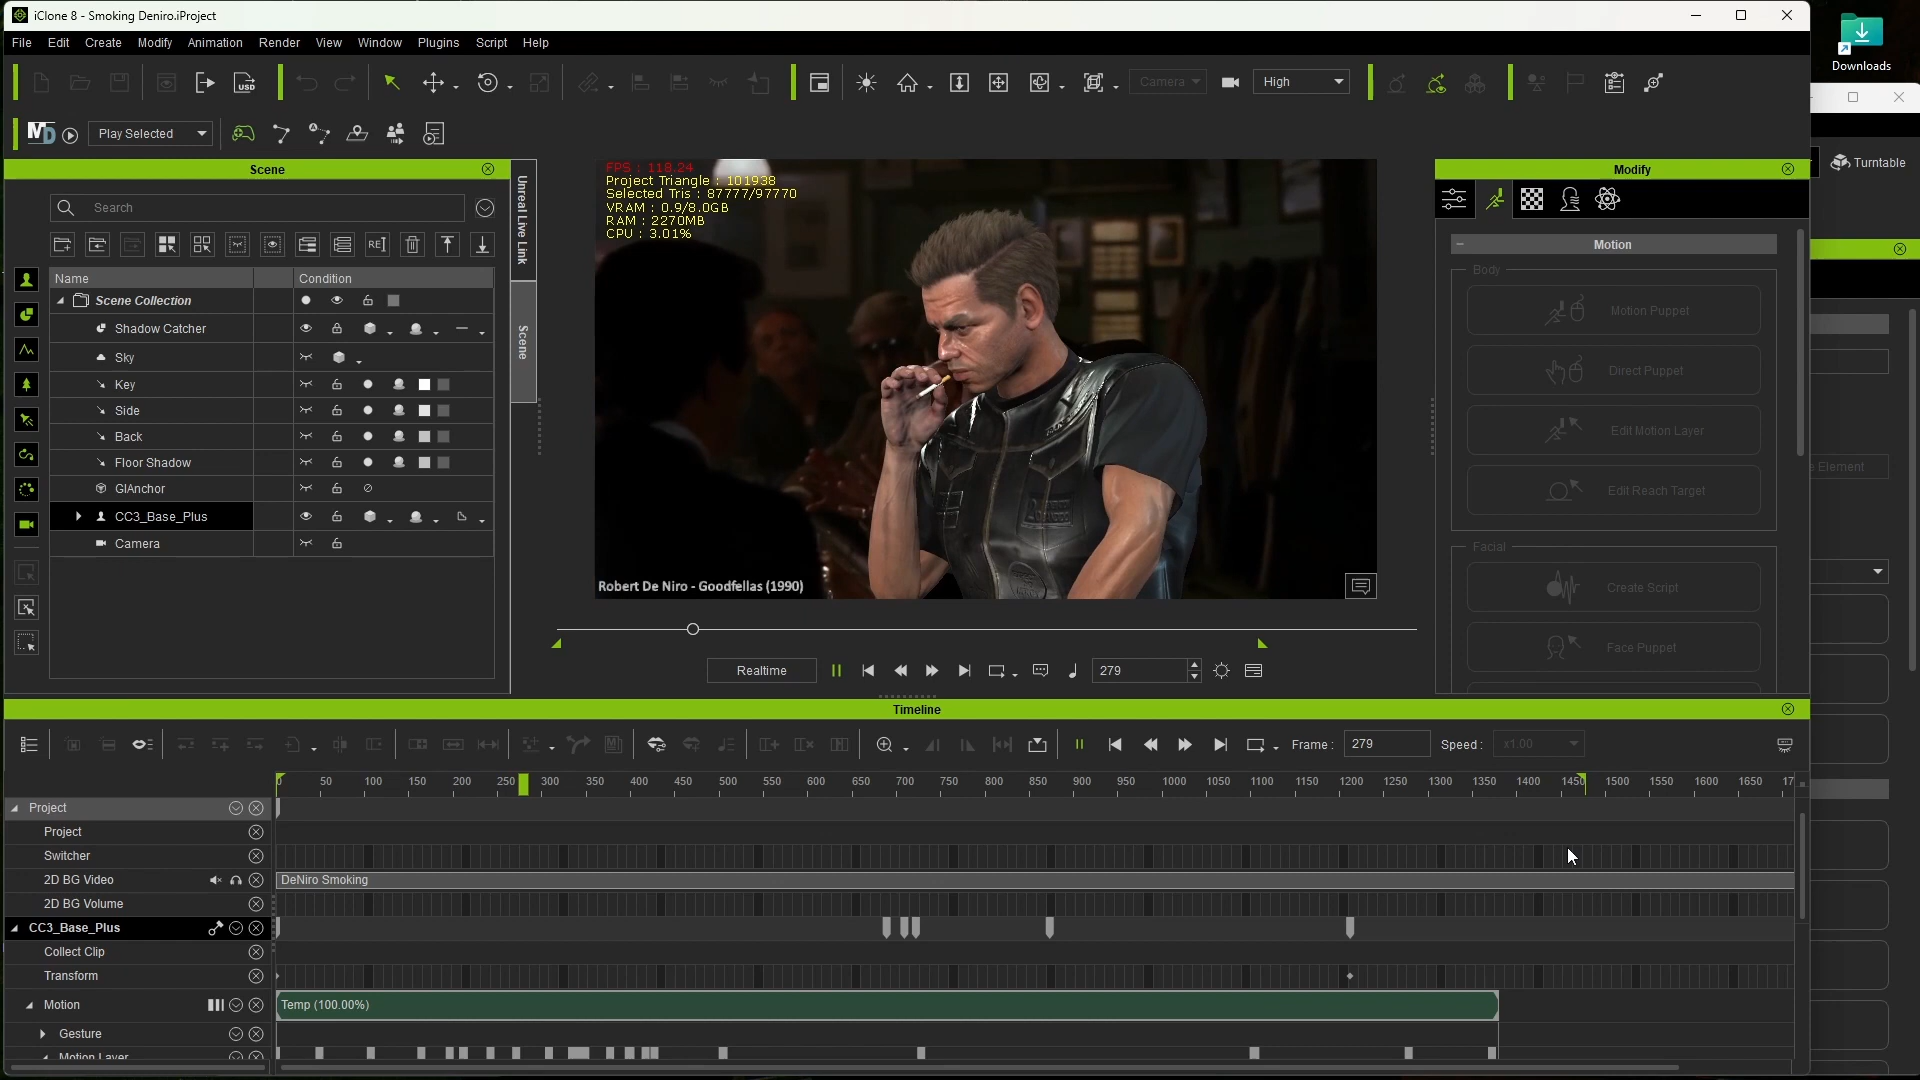 iClone 8 - Smoking Deniro.iProject
File Edit Create Modify Animation Render View Window Plugins Script Help
Downloads
USD
Camera
High
MD
Play Selected
Turntable
Scene
Modify
Search
Unreal Live Link
Scene
FPS : 118.24
Project Triangle : 101938
Selected Tris : 87777/97770
VRAM : 0.9/8.0GB
RAM : 2270MB
CPU : 3.01%
REI
Name Condition
Scene Collection
Shadow Catcher
Sky
Key
Side
Back
Floor Shadow
GIAnchor
CC3_Base_Plus
Camera
Robert De Niro - Goodfellas (1990)
Motion
Body
Motion Puppet
Direct Puppet
Edit Motion Layer
Edit Reach Target
Facial
Create Script
Face Puppet
Element
Realtime
279
Timeline
Frame : 279 Speed : x1.00
0 50 100 150 200 250 300 350 400 450 500 550 600 650 700 750 800 850 900 950 1000 1050 1100 1150 1200 1250 1300 1350 1400 1450 1500 1550 1600 1650 17
Project
Project
Switcher
2D BG Video
DeNiro Smoking
2D BG Volume
CC3_Base_Plus
Collect Clip
Transform
Motion
Temp (100.00%)
Gesture
Motion Layer